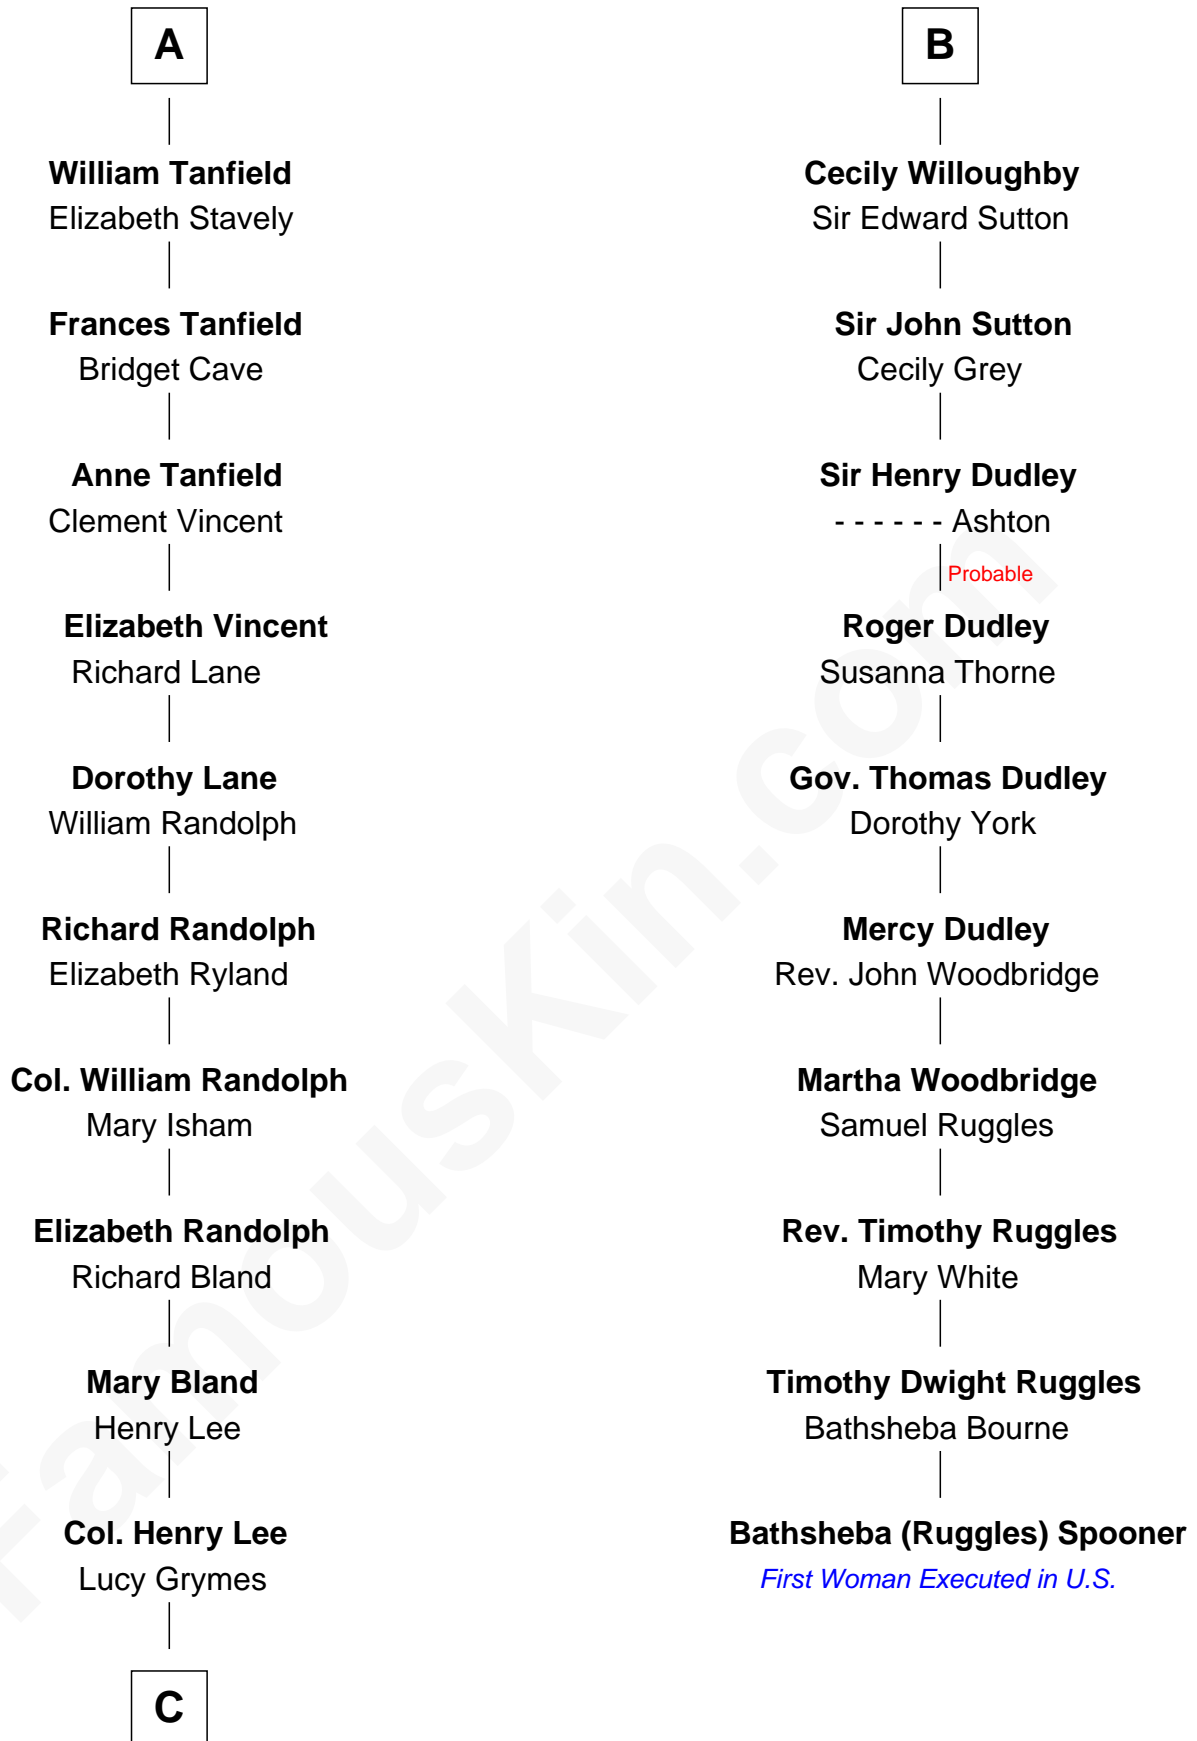 A
William Tanfield
Elizabeth Stavely
Frances Tanfield
Bridget Cave
Anne Tanfield
Clement Vincent
Elizabeth Vincent
Richard Lane
Dorothy Lane
William Randolph
Richard Randolph
Elizabeth Ryland
Col. William Randolph
Mary Isham
Elizabeth Randolph
Richard Bland
Mary Bland
Henry Lee
Col. Henry Lee
Lucy Grymes
C
B
Cecily Willoughby
Sir Edward Sutton
Sir John Sutton
Cecily Grey
Sir Henry Dudley
- - - - - - Ashton
Probable
Roger Dudley
Susanna Thorne
Gov. Thomas Dudley
Dorothy York
Mercy Dudley
Rev. John Woodbridge
Martha Woodbridge
Samuel Ruggles
Rev. Timothy Ruggles
Mary White
Timothy Dwight Ruggles
Bathsheba Bourne
Bathsheba (Ruggles) Spooner
First Woman Executed in U.S.
FamousKin.com